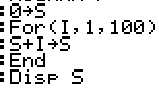 :0→S
:For(I,1,100)
:S+I→S
:End
:Disp S